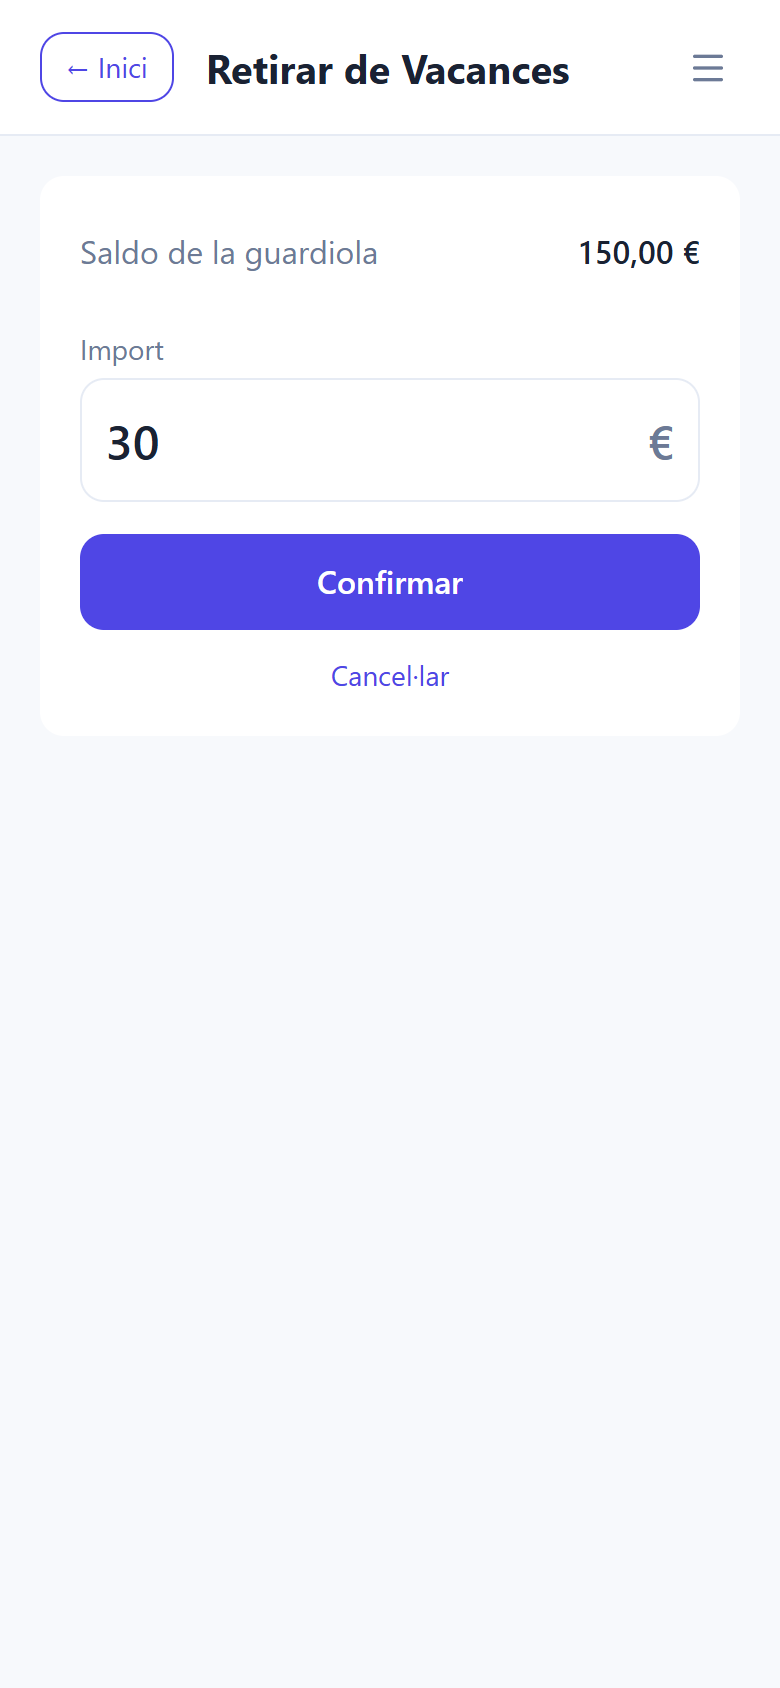 ← Inici
Retirar de Vacances
Saldo de la guardiola 150,00 €
Import
30 €
Confirmar
Cancel·lar